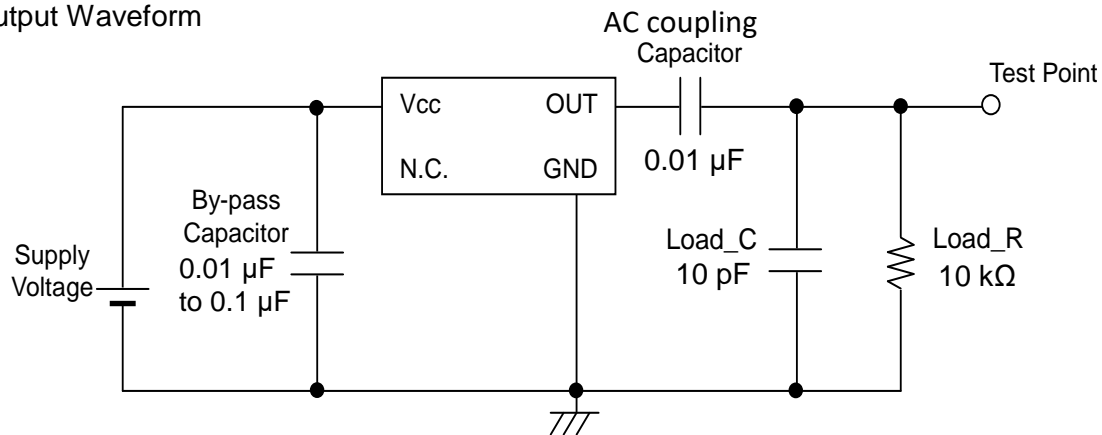 utput Waveform
AC coupling
Capacitor
Test Point
Vcc
OUT
N.C.
GND
0.01 µF
By-pass
Capacitor
0.01 µF
to 0.1 µF
Supply
Voltage
Load_C
10 pF
Load_R
10 kΩ